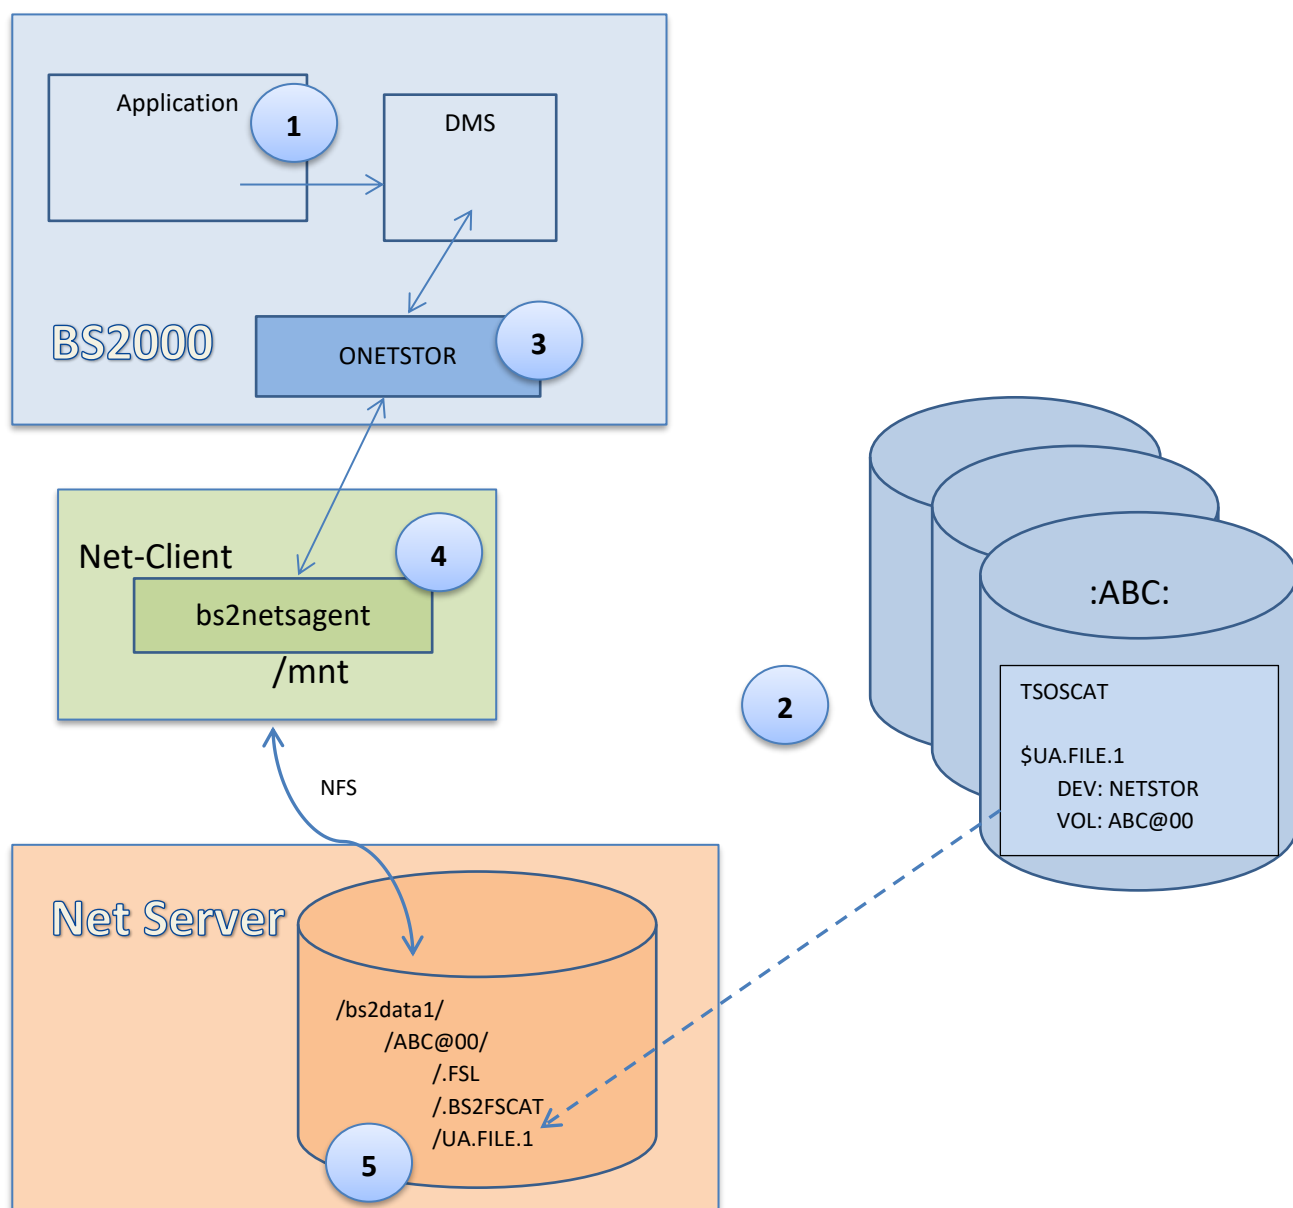 Application
1
DMS
BS2000
ONETSTOR
3
Net-Client
4
bs2netsagent
/mnt
NFS
2
:ABC:
TSOSCAT
$UA.FILE.1
DEV: NETSTOR
VOL: ABC@00
Net Server
/bs2data1/
/ABC@00/
/.FSL
/.BS2FSCAT
/UA.FILE.1
5